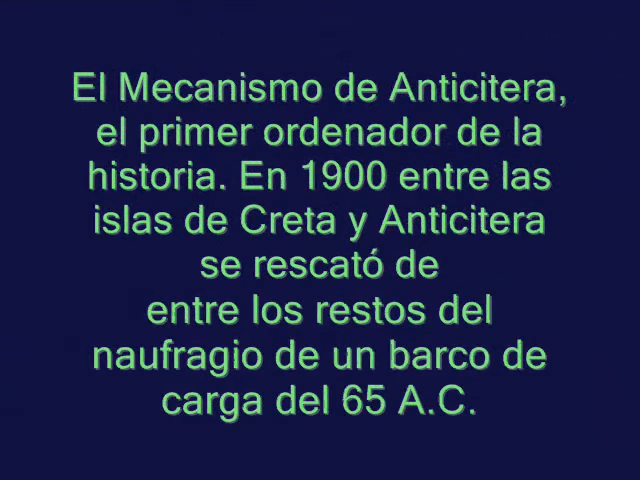 El Mecanismo de Anticitera,
el primer ordenador de la
historia. En 1900 entre las
islas de Creta y Anticitera
se rescató de
entre los restos del
naufragio de un barco de
carga del 65 A.C.